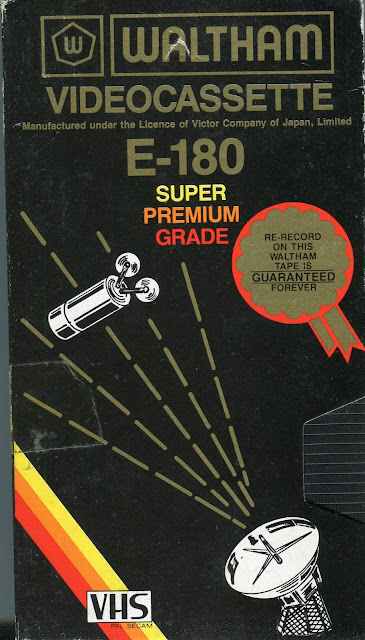 W WALTHAM
VIDEOCASSETTE
Manufactured under the Licence of Victor Company of Japan, Limited
E-180
SUPER
PREMIUM
GRADE
RE-RECORD
ON THIS
WALTHAM
TAPE IS
GUARANTEED
FOREVER
VHS
PAL SECAM